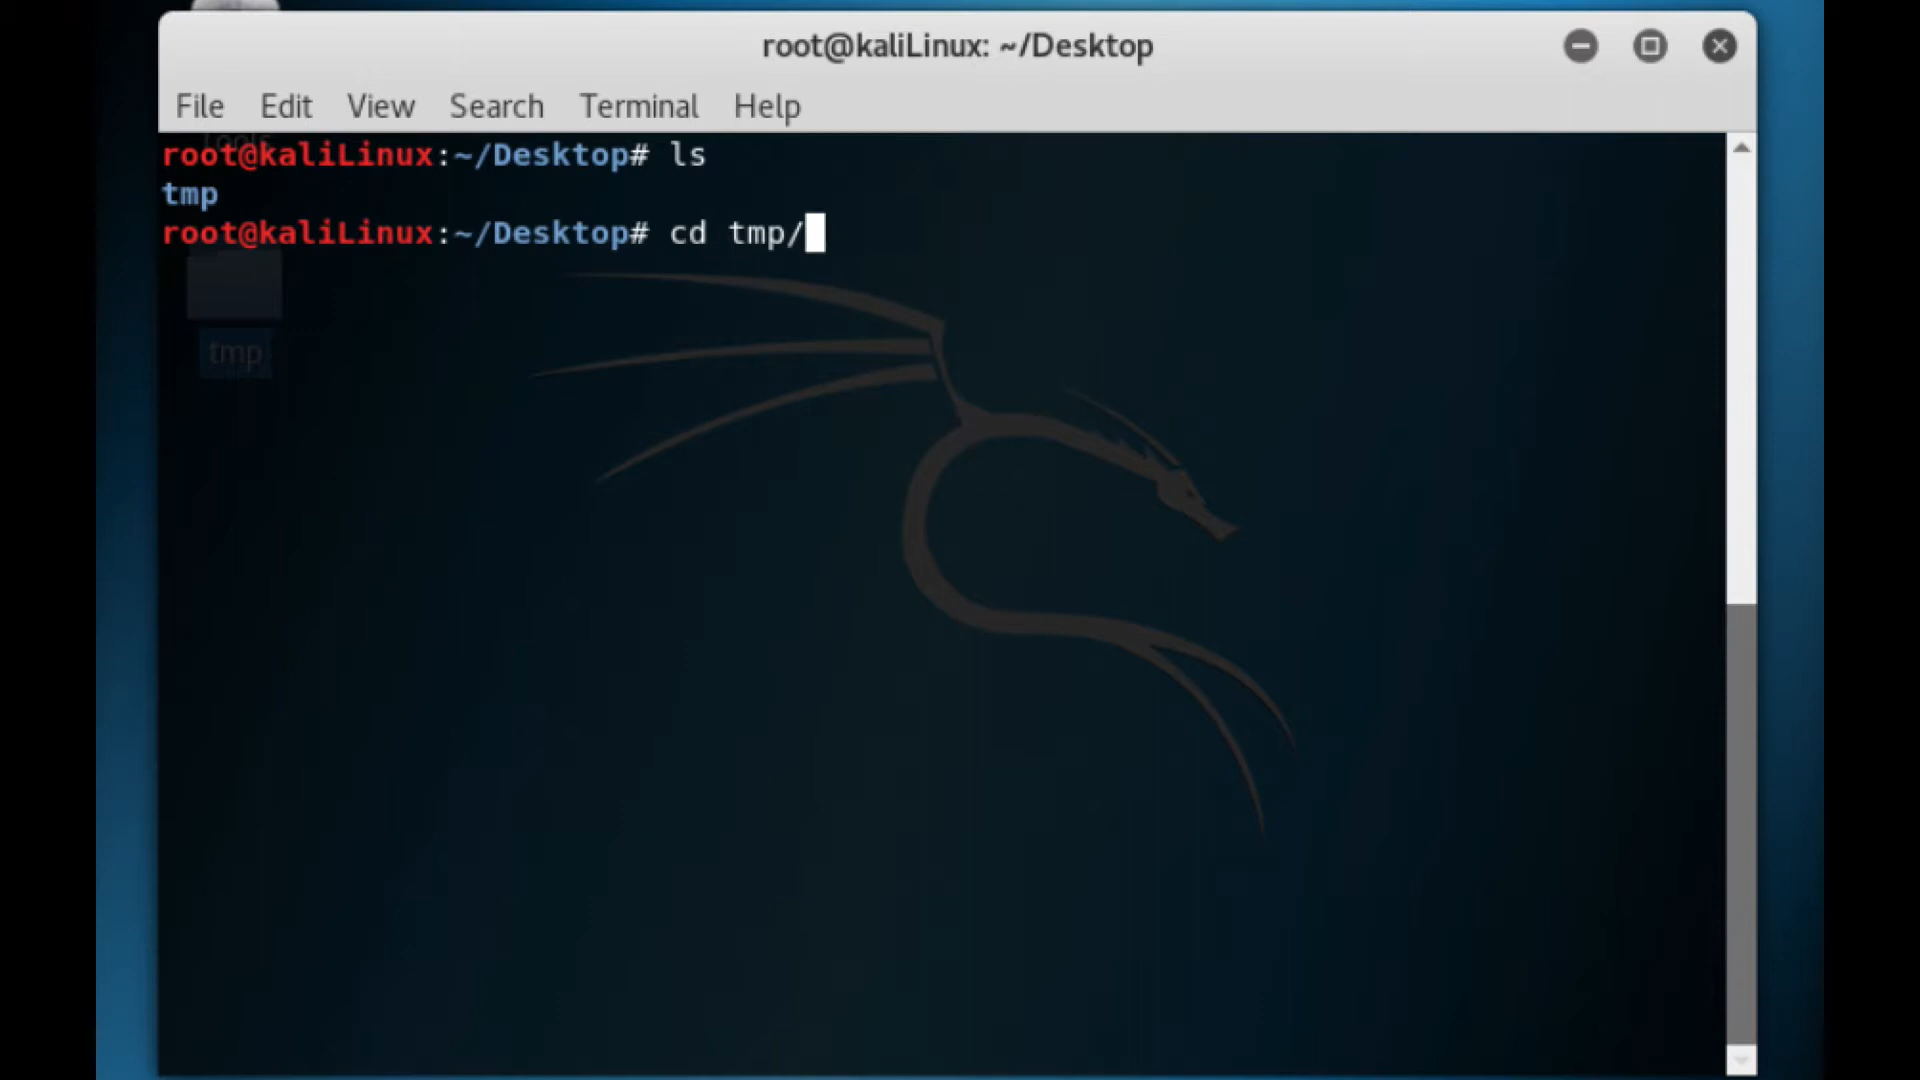 root@kaliLinux: ~/Desktop
File Edit View Search Terminal Help
Tools
root@kaliLinux:~/Desktop# ls
tmp
root@kaliLinux:~/Desktop# cd tmp/
tmp